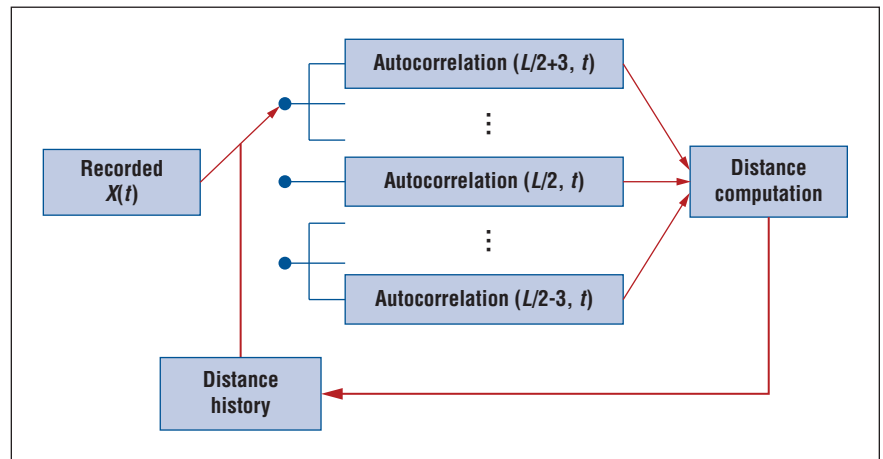 Autocorrelation (L/2+3, t)
⋮
Recorded
X(t)
Autocorrelation (L/2, t)
Distance
computation
⋮
Autocorrelation (L/2-3, t)
Distance
history